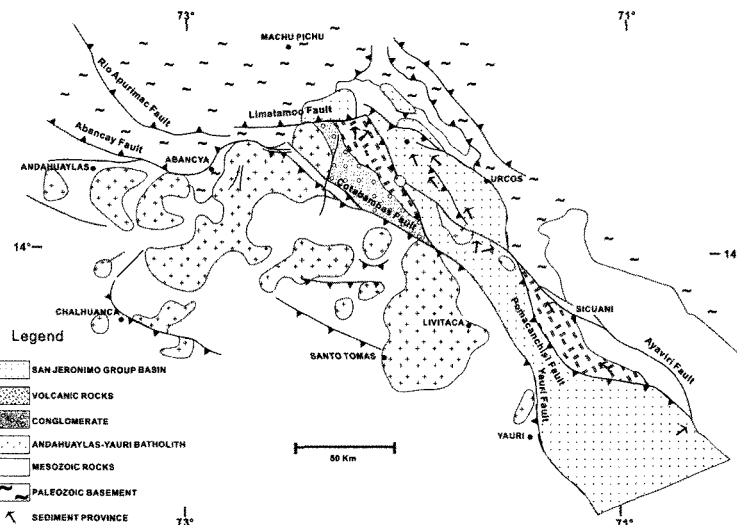 73°
71°
MACHU PICHU
Rio Apurimac Fault
Limatamoo Fault
Abancay Fault
ABANCYA
ANDAHUAYLAS
URCOS
Cotabambas Fault
14°
14
CHALHUANCA
LIVITACA
SICUANI
SANTO TOMAS
Pomacanchisi Fault
Yauri Fault
Ayaviri Fault
YAURI
50 Km
Legend
SAN JERONIMO GROUP BASIN
VOLCANIC ROCKS
CONGLOMERATE
ANDAHUAYLAS-YAURI BATHOLITH
MESOZOIC ROCKS
PALEOZOIC BASEMENT
SEDIMENT PROVINCE
73°
71°